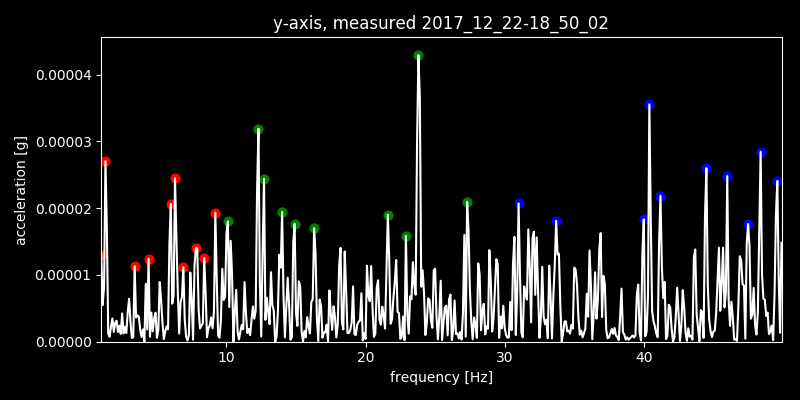 y-axis, measured 2017_12_22-18_50_02
0.00004
0.00003
0.00002
0.00001
0.00000
acceleration [g]
10 20 30 40
frequency [Hz]